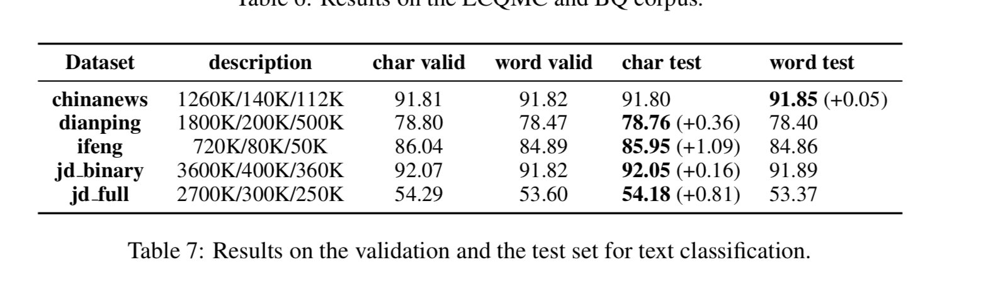 Table 6: Results on the LCQMC and BQ corpus.
Dataset description char valid word valid char test word test
chinanews 1260K/140K/112K 91.81 91.82 91.80 91.85 (+0.05)
dianping 1800K/200K/500K 78.80 78.47 78.76 (+0.36) 78.40
ifeng 720K/80K/50K 86.04 84.89 85.95 (+1.09) 84.86
jd_binary 3600K/400K/360K 92.07 91.82 92.05 (+0.16) 91.89
jd_full 2700K/300K/250K 54.29 53.60 54.18 (+0.81) 53.37
Table 7: Results on the validation and the test set for text classification.